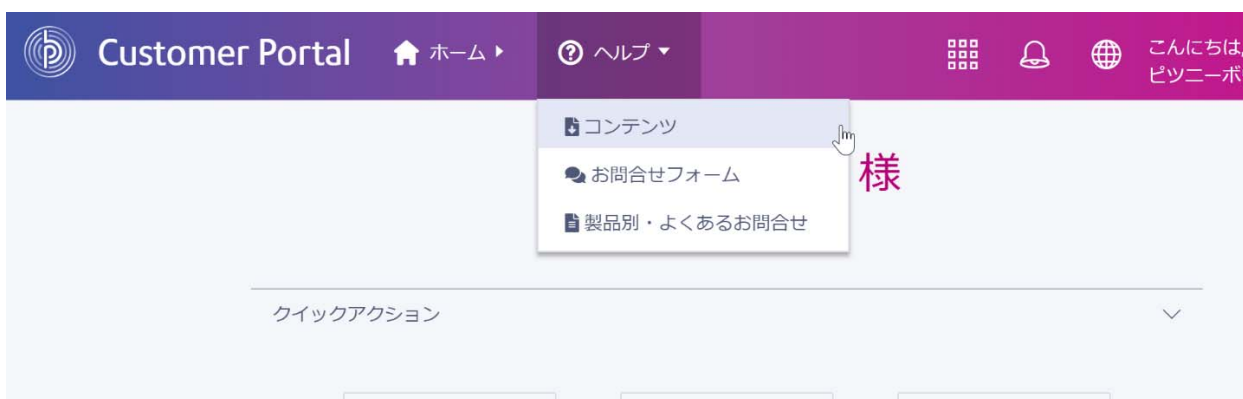 Customer Portal
ホーム
ヘルプ
こんにちは,
ピツニーボ
コンテンツ
お問合せフォーム
製品別・よくあるお問合せ
様
クイックアクション